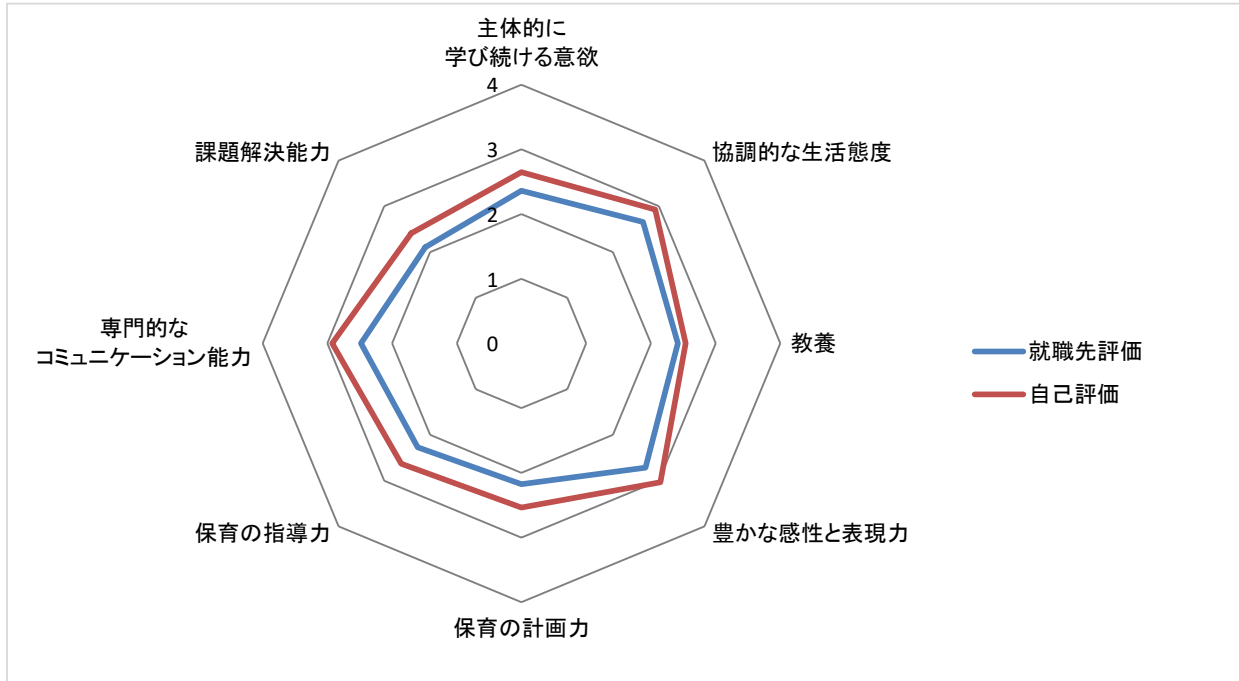 主体的に
学び続ける意欲
4
3
2
1
0
協調的な生活態度
教養
豊かな感性と表現力
保育の計画力
保育の指導力
専門的な
コミュニケーション能力
課題解決能力
就職先評価
自己評価